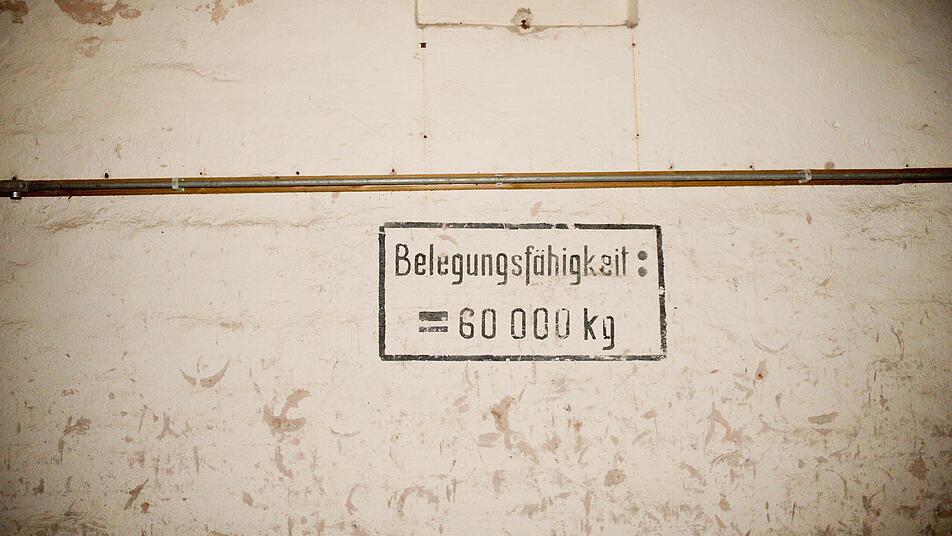 Belegungsfähigkeit:
= 60 000 kg